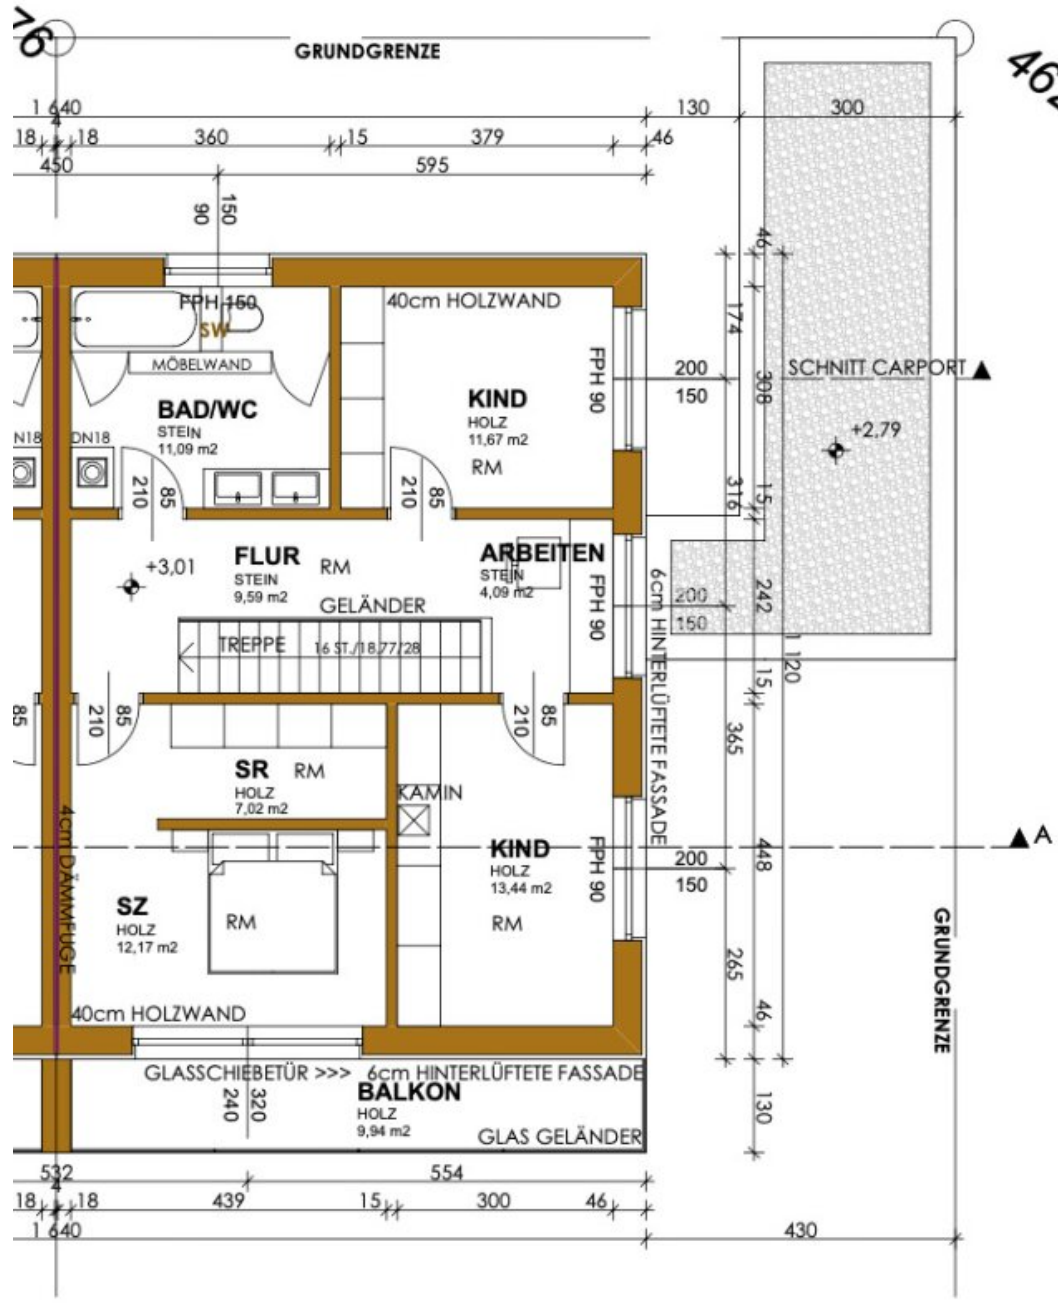 76
GRUNDGRENZE
462
1 640
130
300
4
18
18
360
15
379
46
450
595
150
90
46
FPH 150
SW
40cm HOLZWAND
174
MÖBELWAND
FPH 90
200
150
308
SCHNITT CARPORT
BAD/WC
STEIN
11,09 m2
KIND
HOLZ
11,67 m2
RM
+2,79
N18
DN18
210
85
210
85
316
15
+3,01
FLUR
STEIN
9,59 m2
RM
ARBEITEN
STEIN
4,09 m2
FPH 90
200
150
242
GELÄNDER
TREPPE
16 ST./18,77/28
6cm HINTERLÜFTETE FASSADE
15
1 120
85
210
85
210
85
365
SR
HOLZ
7,02 m2
RM
KAMIN
4cm DÄMMFUGE
KIND
HOLZ
13,44 m2
RM
FPH 90
200
150
448
A
SZ
HOLZ
12,17 m2
RM
265
GRUNDGRENZE
40cm HOLZWAND
46
GLASSCHIEBETÜR >>>
6cm HINTERLÜFTETE FASSADE
240
320
BALKON
HOLZ
9,94 m2
GLAS GELÄNDER
130
532
554
4
18
18
439
15
300
46
1 640
430